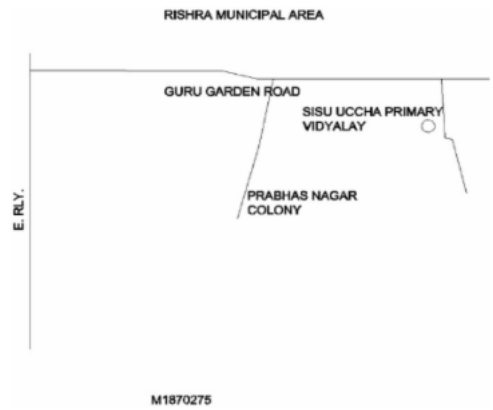 RISHRA MUNICIPAL AREA
GURU GARDEN ROAD
SISU UCCHA PRIMARY
VIDYALAY
E. RLY.
PRABHAS NAGAR
COLONY
M1870275